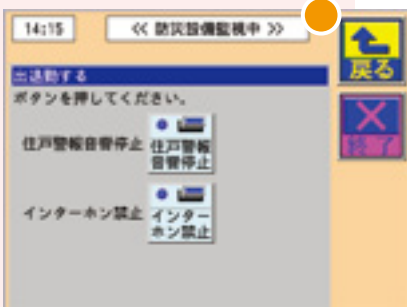 14:15
≪ 防災設備監視中 ≫
戻る
出退勤する
ボタンを押してください。
終了
住戸警報音響停止
住戸警報
音響停止
インターホン禁止
インター
ホン禁止